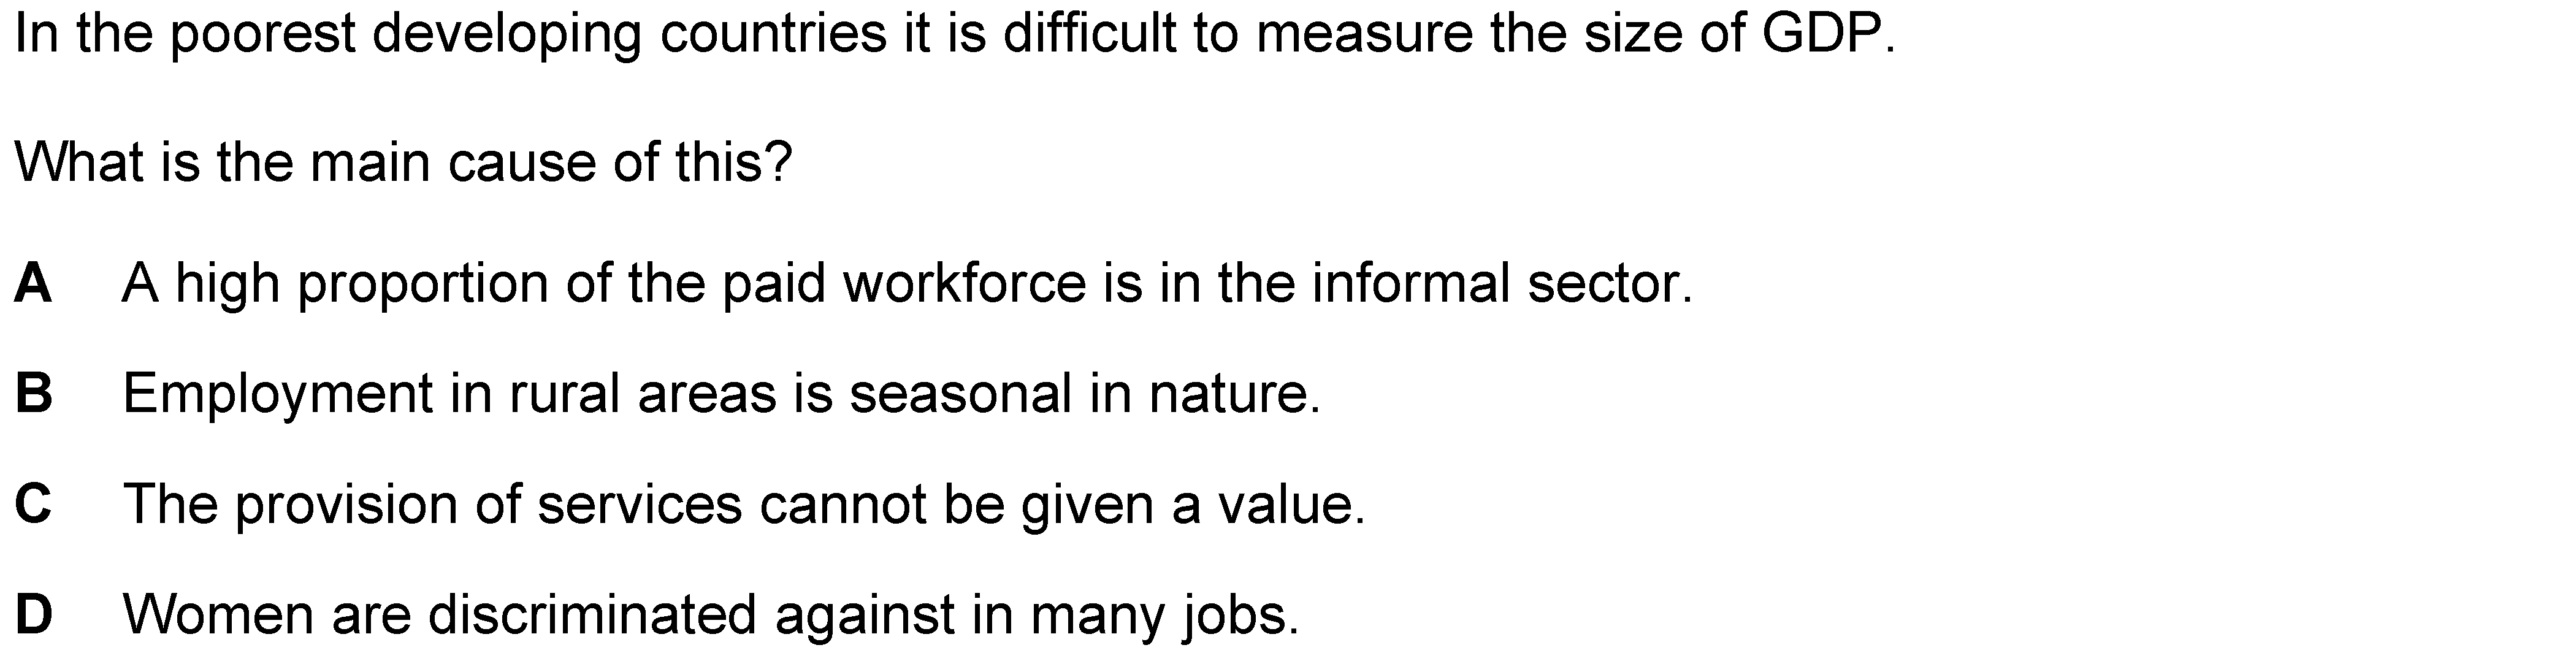 In the poorest developing countries it is difficult to measure the size of GDP.
What is the main cause of this?
A A high proportion of the paid workforce is in the informal sector.
B Employment in rural areas is seasonal in nature.
C The provision of services cannot be given a value.
D Women are discriminated against in many jobs.